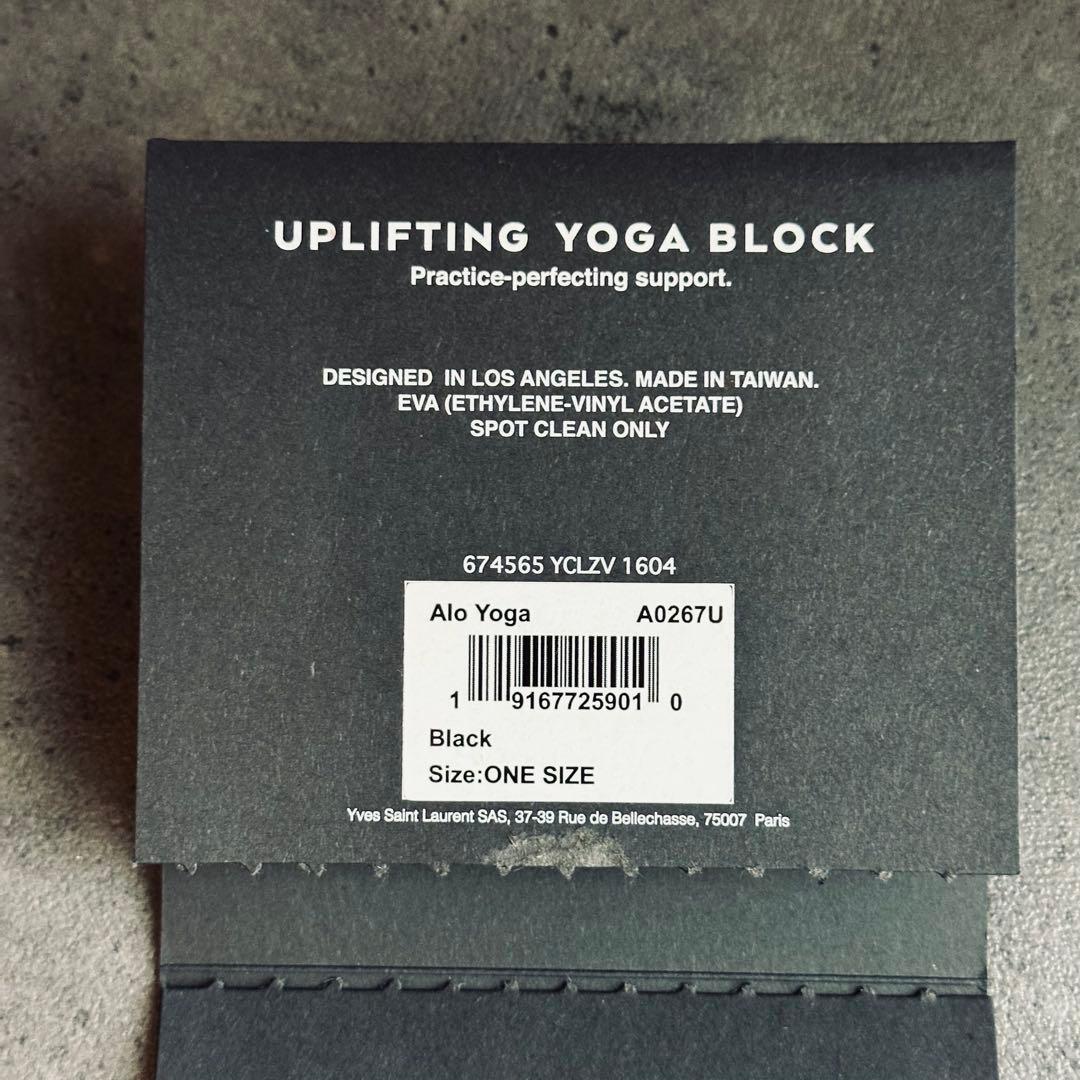 UPLIFTING YOGA BLOCK
Practice-perfecting support.
DESIGNED IN LOS ANGELES. MADE IN TAIWAN.
EVA (ETHYLENE-VINYL ACETATE)
SPOT CLEAN ONLY
674565 YCLZV 1604
Alo Yoga A0267U
1 9167725901 0
Black
Size:ONE SIZE
Yves Saint Laurent SAS, 37-39 Rue de Bellechasse, 75007 Paris